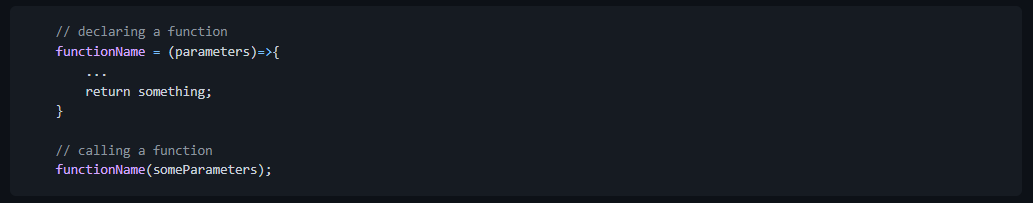 // declaring a function
functionName = (parameters)=>{
...
return something;
}
// calling a function
functionName(someParameters);